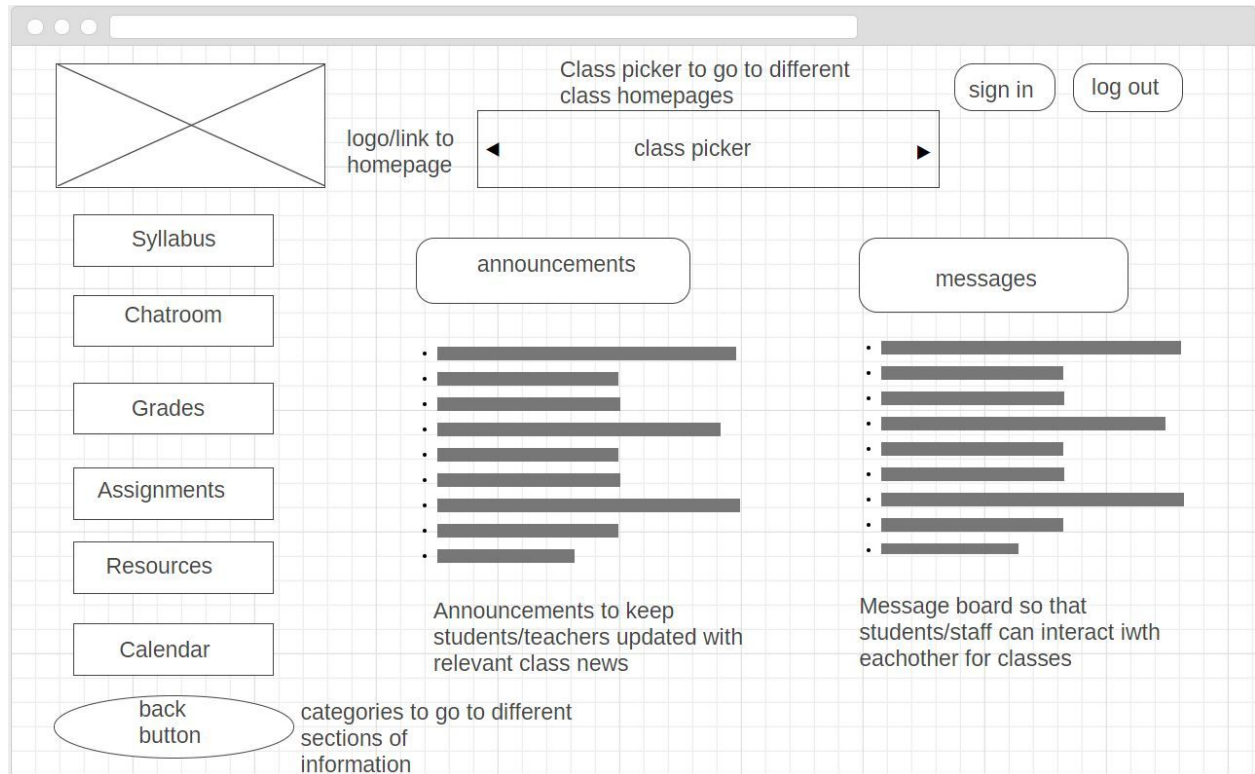 Class picker to go to different
class homepages
sign in
log out
logo/link to
homepage
class picker
Syllabus
Chatroom
Grades
Assignments
Resources
Calendar
back
button
categories to go to different
sections of
information
announcements
Announcements to keep
students/teachers updated with
relevant class news
messages
Message board so that
students/staff can interact iwth
eachother for classes